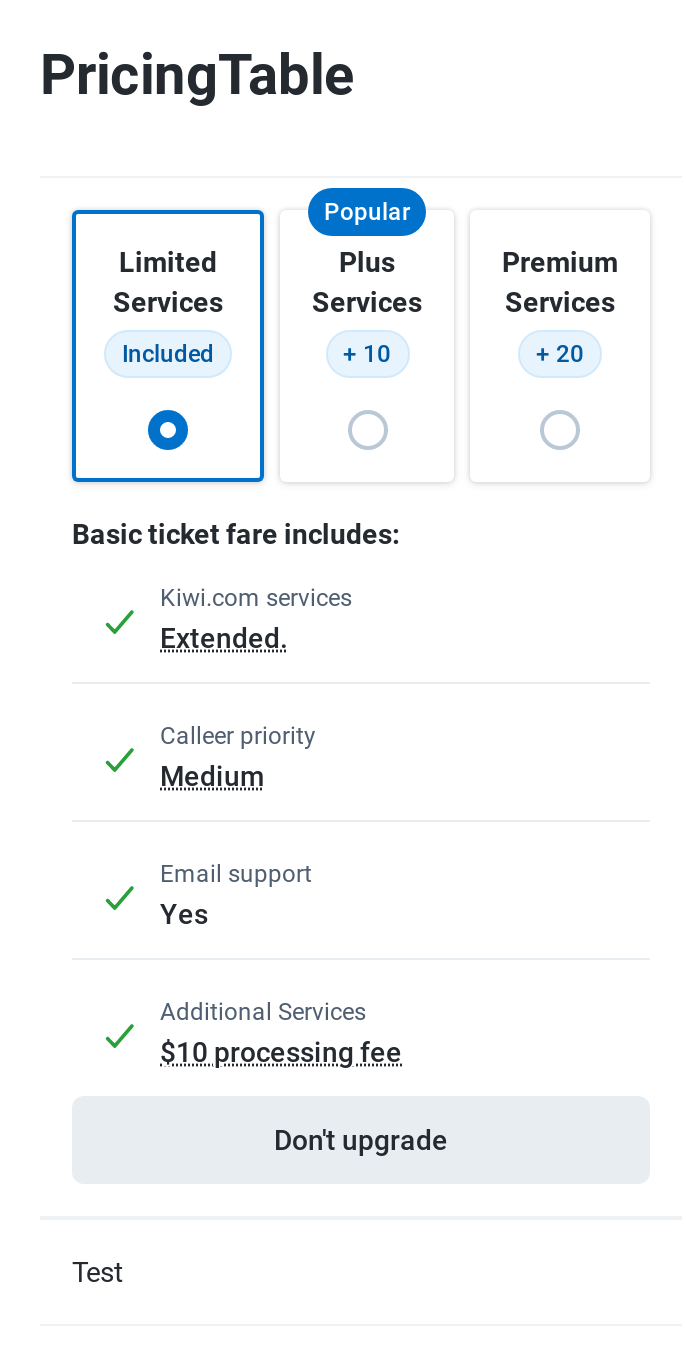 PricingTable
Popular
Limited
Services
Included
Plus
Services
+ 10
Premium
Services
+ 20
Basic ticket fare includes:
Kiwi.com services
Extended.
Calleer priority
Medium
Email support
Yes
Additional Services
$10 processing fee
Don't upgrade
Test